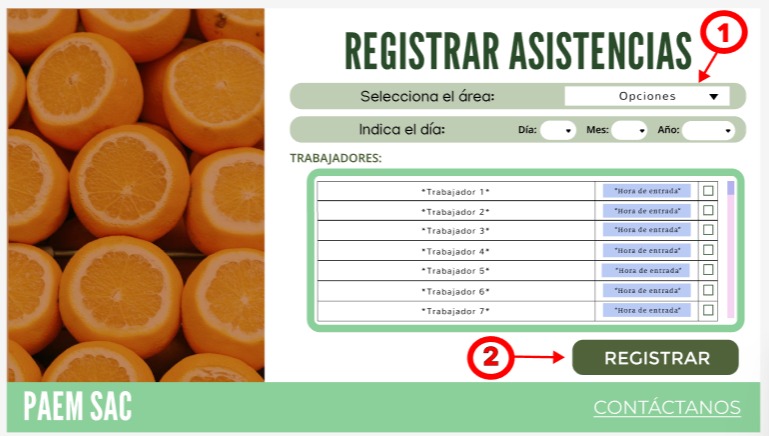 REGISTRAR ASISTENCIAS
1
Selecciona el área: Opciones
Indica el día: Día: Mes: Año:
TRABAJADORES:
*Trabajador 1* "Hora de entrada"
*Trabajador 2* "Hora de entrada"
*Trabajador 3* "Hora de entrada"
*Trabajador 4* "Hora de entrada"
*Trabajador 5* "Hora de entrada"
*Trabajador 6* "Hora de entrada"
*Trabajador 7* "Hora de entrada"
2 REGISTRAR
PAEM SAC CONTÁCTANOS